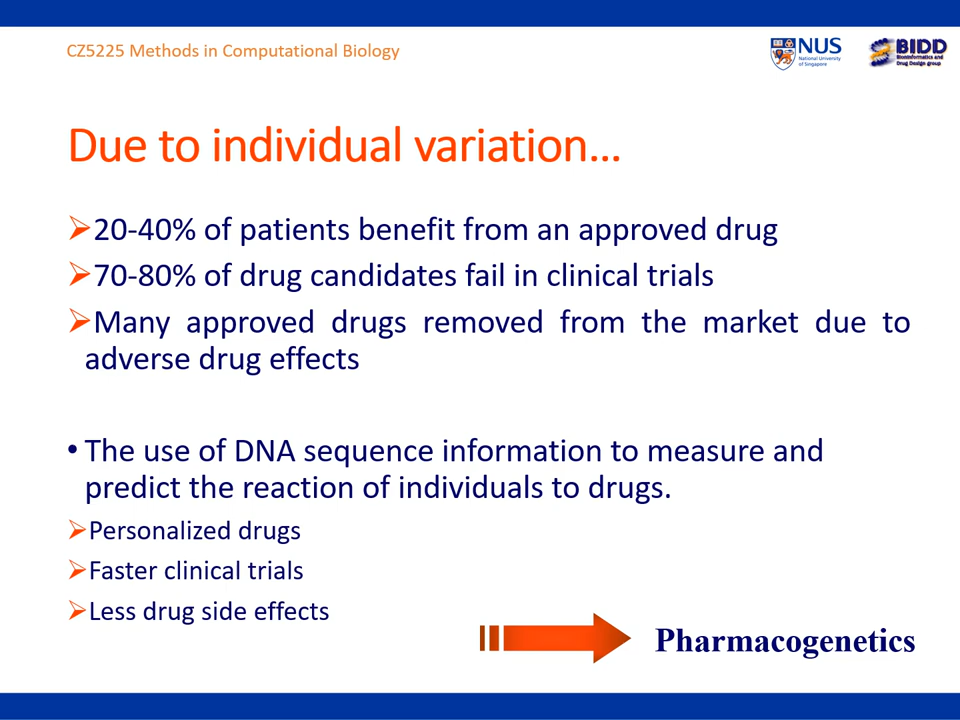 CZ5225 Methods in Computational Biology
NUS
National University
of Singapore
BIDD
Bioinformatics and
Drug Design group
Due to individual variation…
➢20-40% of patients benefit from an approved drug
➢70-80% of drug candidates fail in clinical trials
➢Many approved drugs removed from the market due to
adverse drug effects
• The use of DNA sequence information to measure and
predict the reaction of individuals to drugs.
➢Personalized drugs
➢Faster clinical trials
➢Less drug side effects
Pharmacogenetics